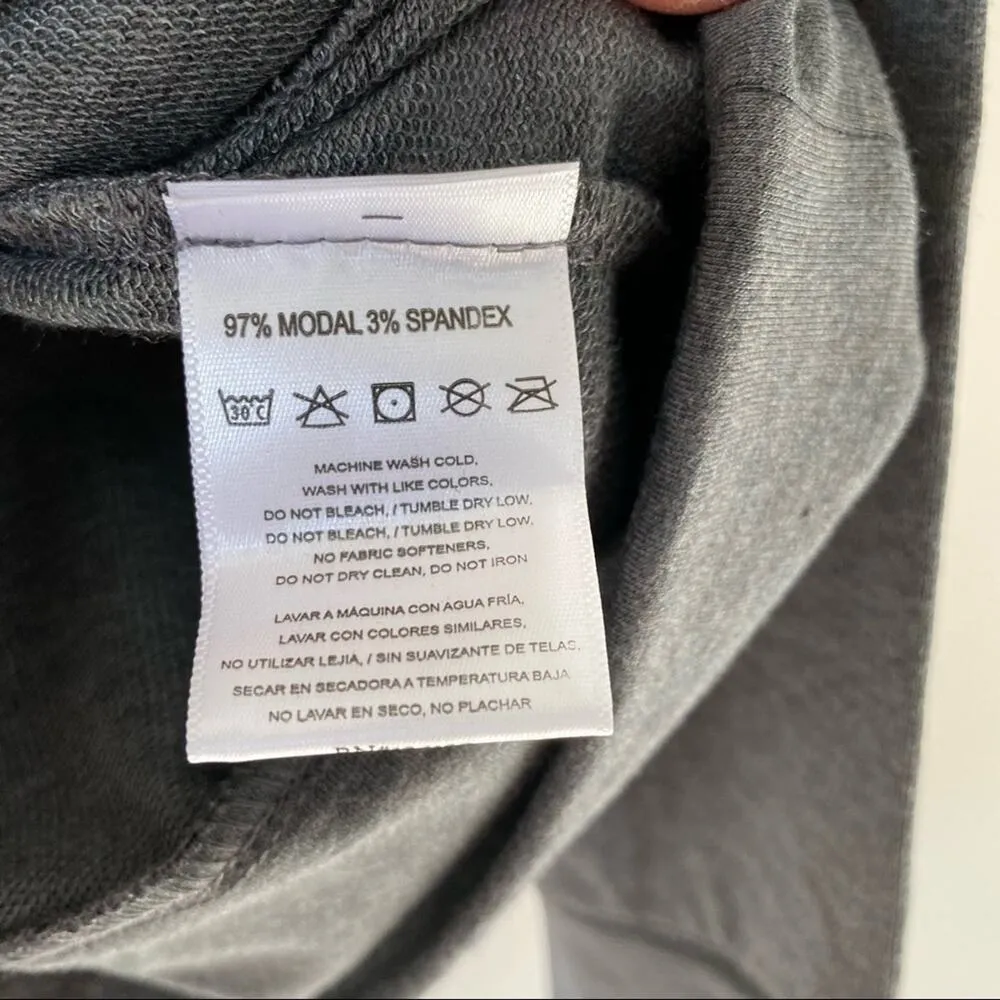 97% MODAL 3% SPANDEX
30°C
MACHINE WASH COLD,
WASH WITH LIKE COLORS,
DO NOT BLEACH, / TUMBLE DRY LOW,
DO NOT BLEACH, / TUMBLE DRY LOW,
NO FABRIC SOFTENERS,
DO NOT DRY CLEAN, DO NOT IRON
LAVAR A MÁQUINA CON AGUA FRÍA,
LAVAR CON COLORES SIMILARES,
NO UTILIZAR LEJIA, / SIN SUAVIZANTE DE TELAS,
SECAR EN SECADORA A TEMPERATURA BAJA
NO LAVAR EN SECO, NO PLACHAR